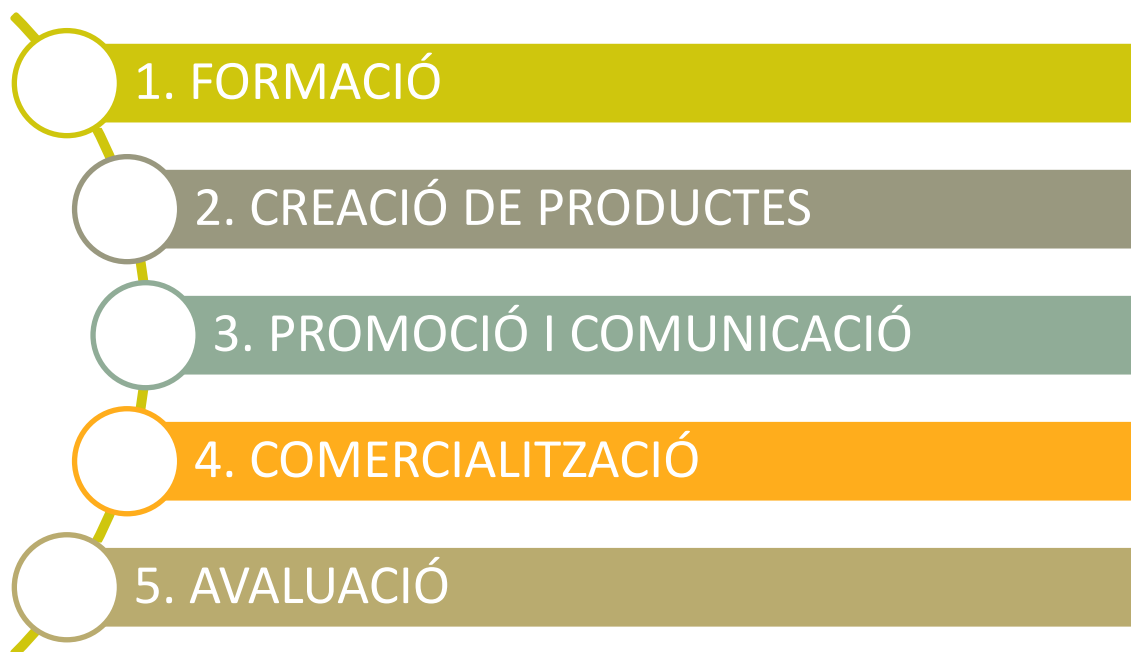 1. FORMACIÓ
2. CREACIÓ DE PRODUCTES
3. PROMOCIÓ I COMUNICACIÓ
4. COMERCIALITZACIÓ
5. AVALUACIÓ